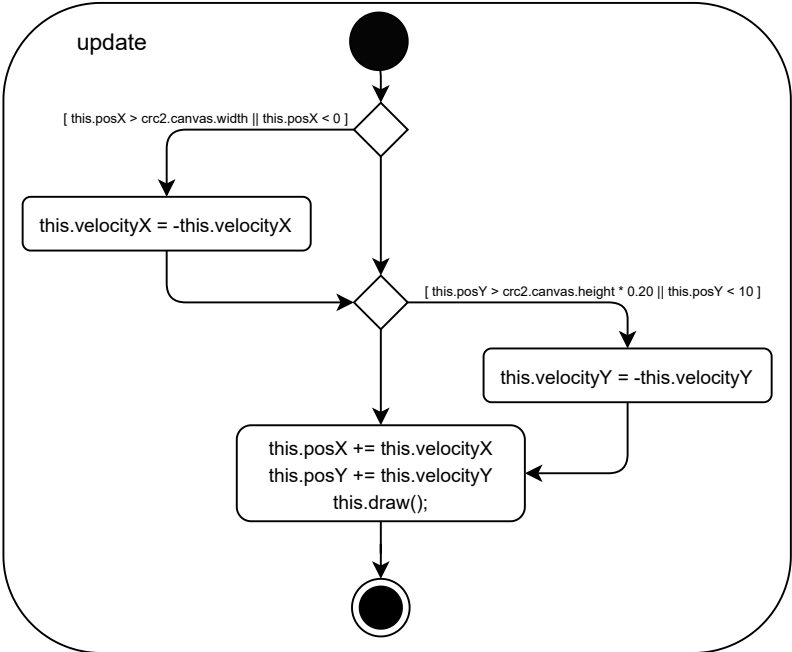 update
[ this.posX > crc2.canvas.width || this.posX < 0 ]
this.velocityX = -this.velocityX
[ this.posY > crc2.canvas.height * 0.20 || this.posY < 10 ]
this.velocityY = -this.velocityY
this.posX += this.velocityX
this.posY += this.velocityY
this.draw();